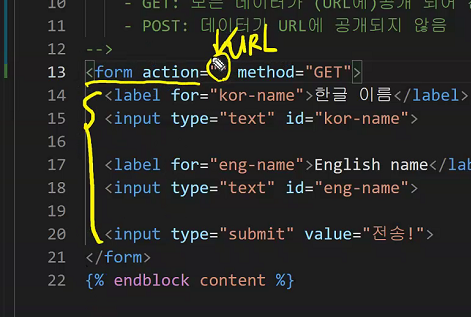 10 - GET: 모든 데이터가 (URL에)공개 되어
11 - POST: 데이터가 URL에 공개되지 않음
URL
12 -->
13 <form action="" method="GET">
14 <label for="kor-name">한글 이름</label>
15 <input type="text" id="kor-name">
16
17 <label for="eng-name">English name</la
18 <input type="text" id="eng-name">
19
20 <input type="submit" value="전송!">
21 </form>
22 {% endblock content %}